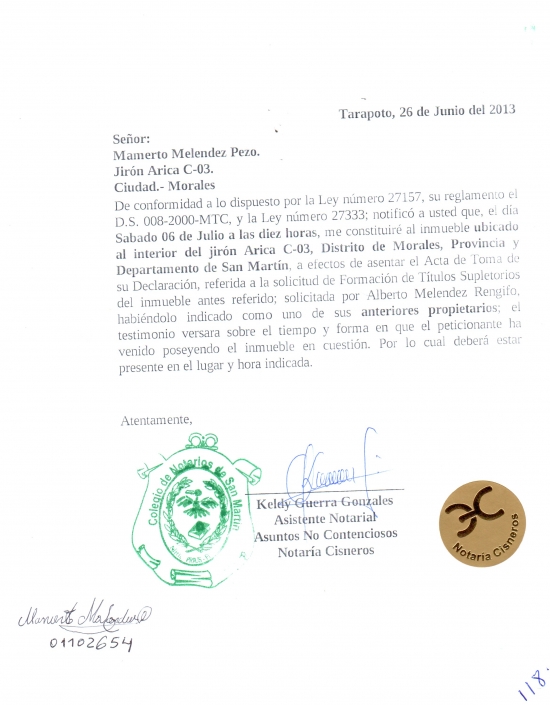 Tarapoto, 26 de Junio del 2013
Señor:
Mamerto Melendez Pezo.
Jirón Arica C-03.
Ciudad.- Morales
De conformidad a lo dispuesto por la Ley número 27157, su reglamento el
D.S. 008-2000-MTC, y la Ley número 27333; notificó a usted que, el día
Sabado 06 de Julio a las diez horas, me constituiré al inmueble ubicado
al interior del jirón Arica C-03, Distrito de Morales, Provincia y
Departamento de San Martín, a efectos de asentar el Acta de Toma de
su Declaración, referida a la solicitud de Formación de Títulos Supletorios
del inmueble antes referido; solicitada por Alberto Melendez Rengifo,
habiéndolo indicado como uno de sus anteriores propietarios; el
testimonio versara sobre el tiempo y forma en que el peticionante ha
venido poseyendo el inmueble en cuestión. Por lo cual deberá estar
presente en el lugar y hora indicada.
Atentamente,
Colegio de Notarios de San Martín
Keldy Guerra Gonzales
Asistente Notarial
Asuntos No Contenciosos
Notaría Cisneros
Notaria Cisneros
01102654
118